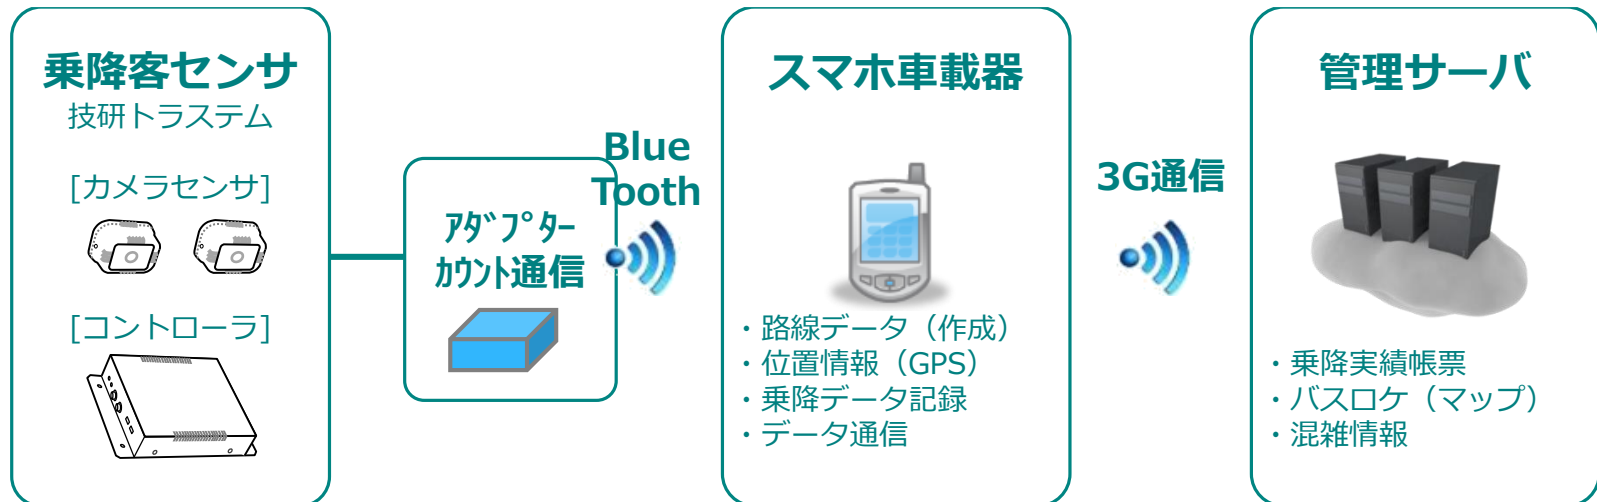 乗降客センサ
技研トラステム
[カメラセンサ]
[コントローラ]
ｱﾀﾞﾌﾟﾀｰ
ｶｳﾝﾄ通信
Blue
Tooth
スマホ車載器
・路線データ（作成）
・位置情報（GPS）
・乗降データ記録
・データ通信
3G通信
管理サーバ
・乗降実績帳票
・バスロケ（マップ）
・混雑情報